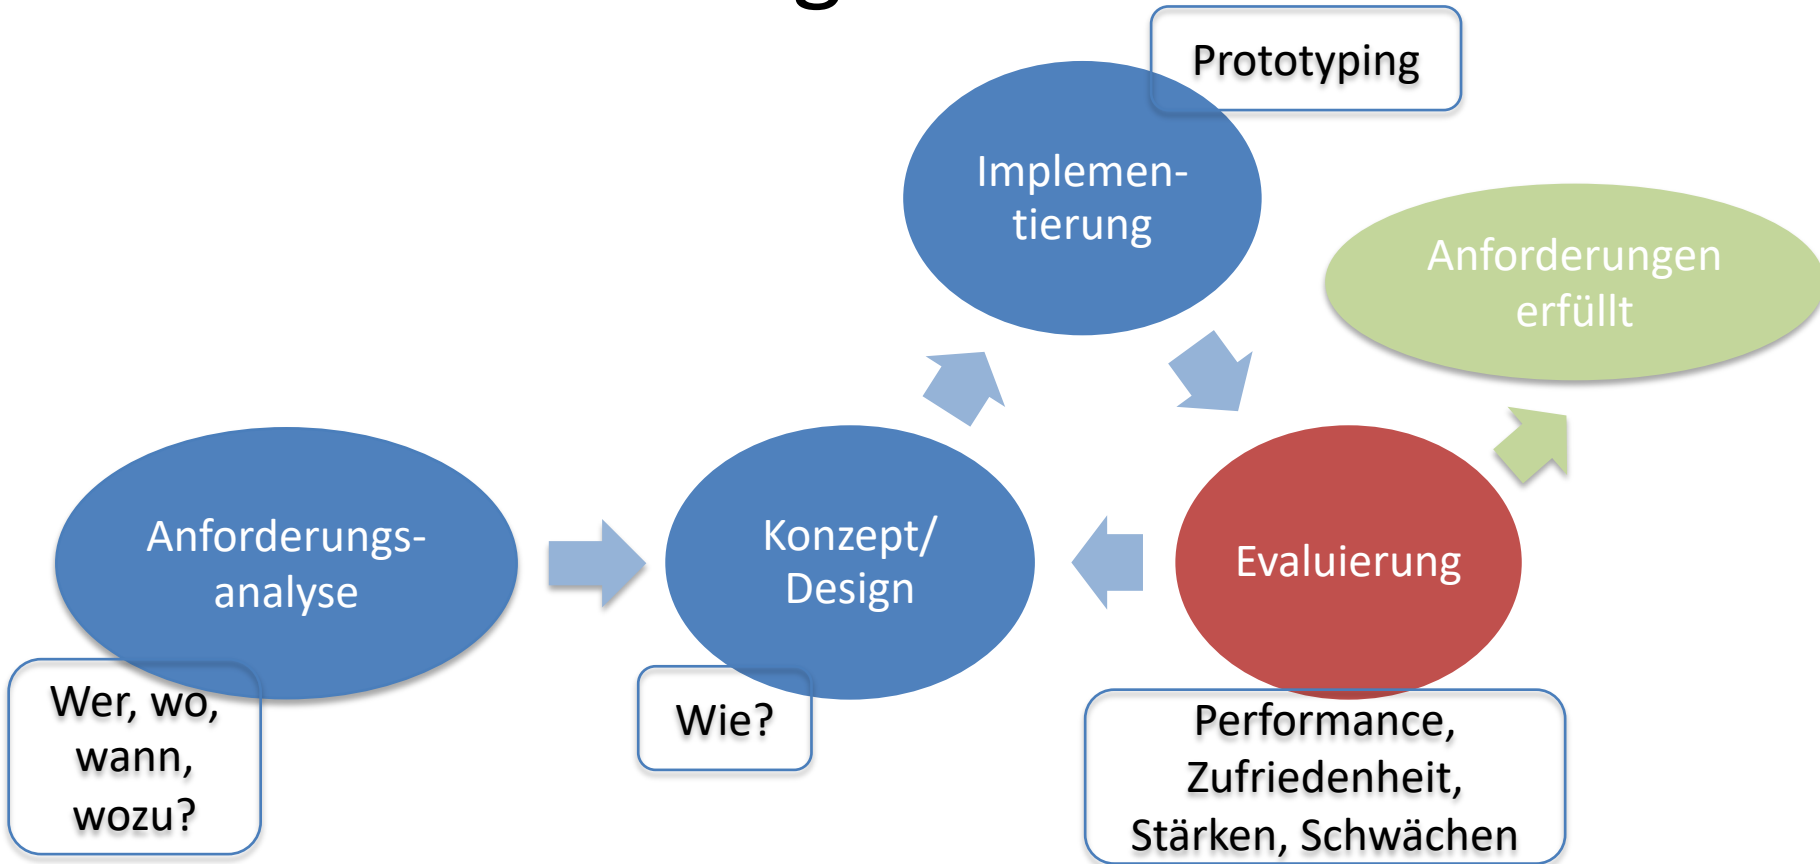 Prototyping
Implemen-
tierung
Anforderungen
erfüllt
Anforderungs-
analyse
Wer, wo,
wann,
wozu?
Konzept/
Design
Wie?
Evaluierung
Performance,
Zufriedenheit,
Stärken, Schwächen